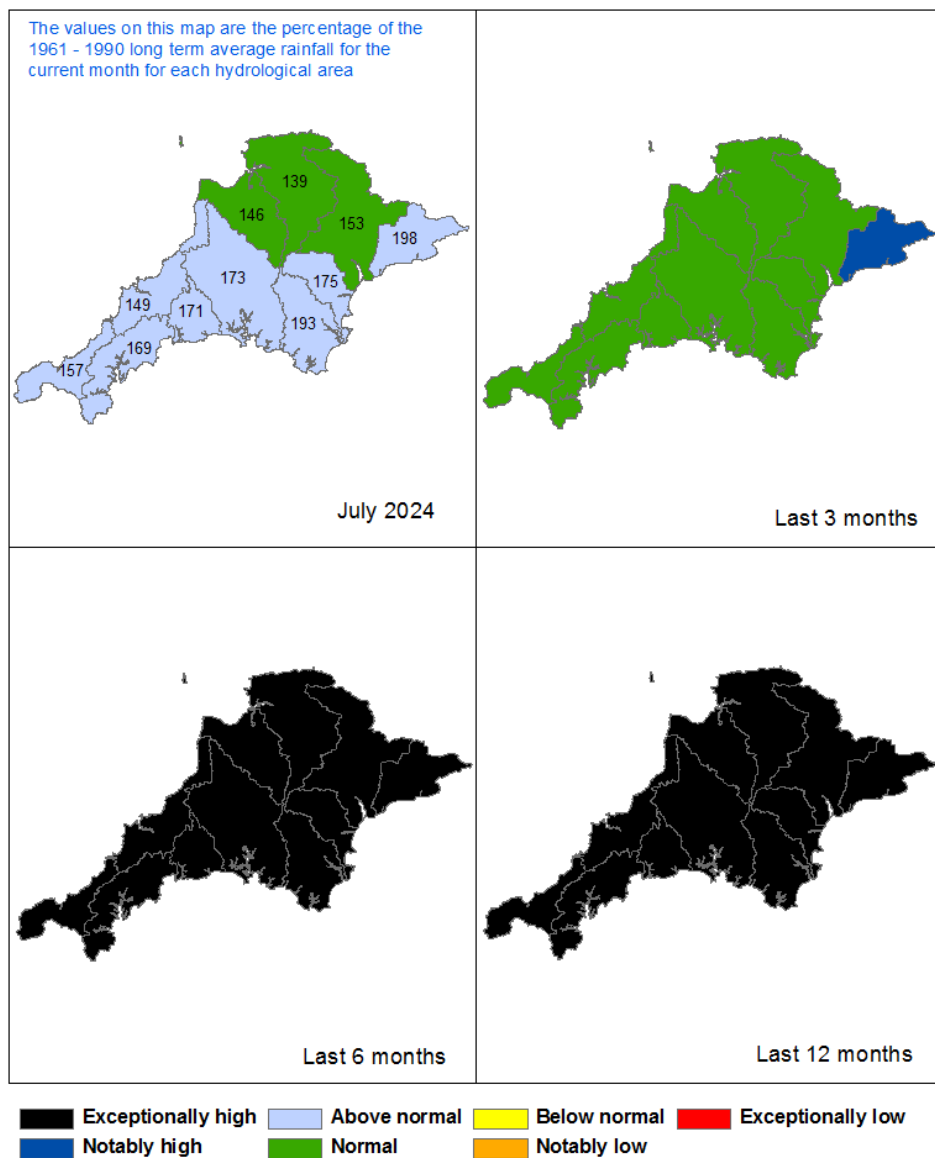 The values on this map are the percentage of the
1961 - 1990 long term average rainfall for the
current month for each hydrological area
139
146
153
198
173
175
149
171
193
169
157
July 2024
Last 3 months
Last 6 months
Last 12 months
Exceptionally high Above normal Below normal Exceptionally low
Notably high Normal Notably low